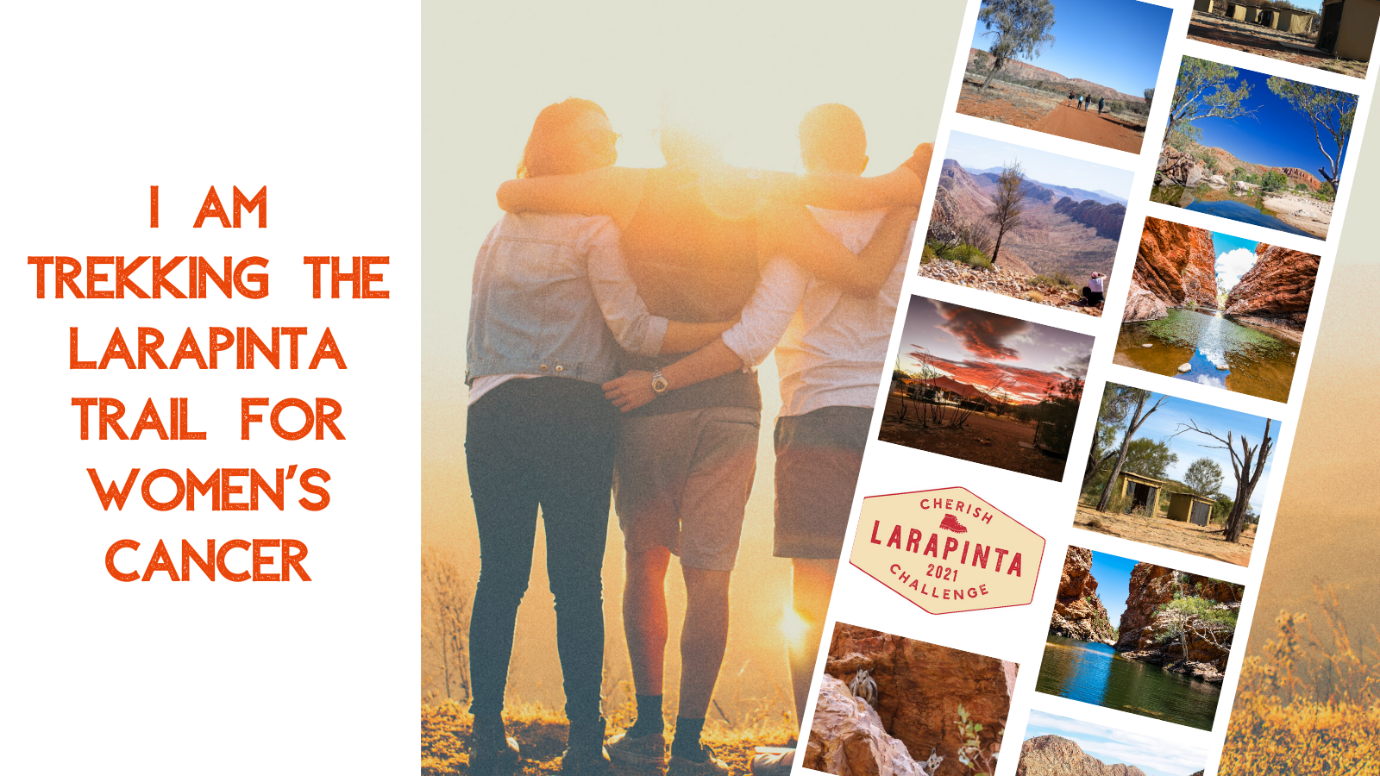 I AM
TREKKING THE
LARAPINTA
TRAIL FOR
WOMEN'S
CANCER
CHERISH
LARAPINTA
2021
CHALLENGE